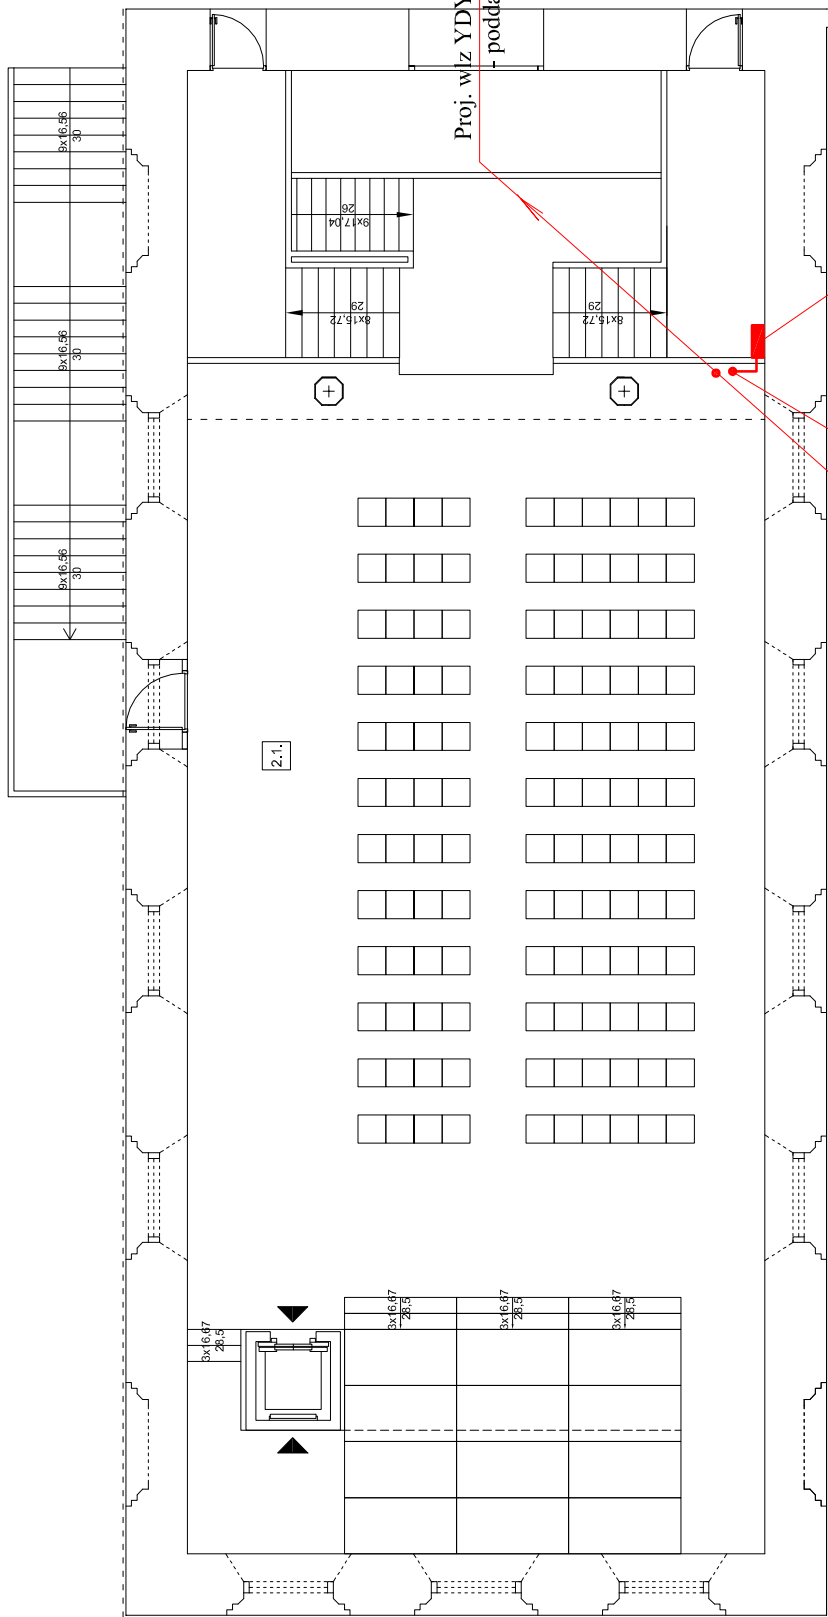 Proj. wlz YDY
- podda
9x16,56
30
9x17,04
26
8x15,72
29
8x15,72
29
9x16,56
30
9x16,56
30
2.1.
3x16,67
28,5
3x16,67
28,5
3x16,67
28,5
3x16,67
28,5